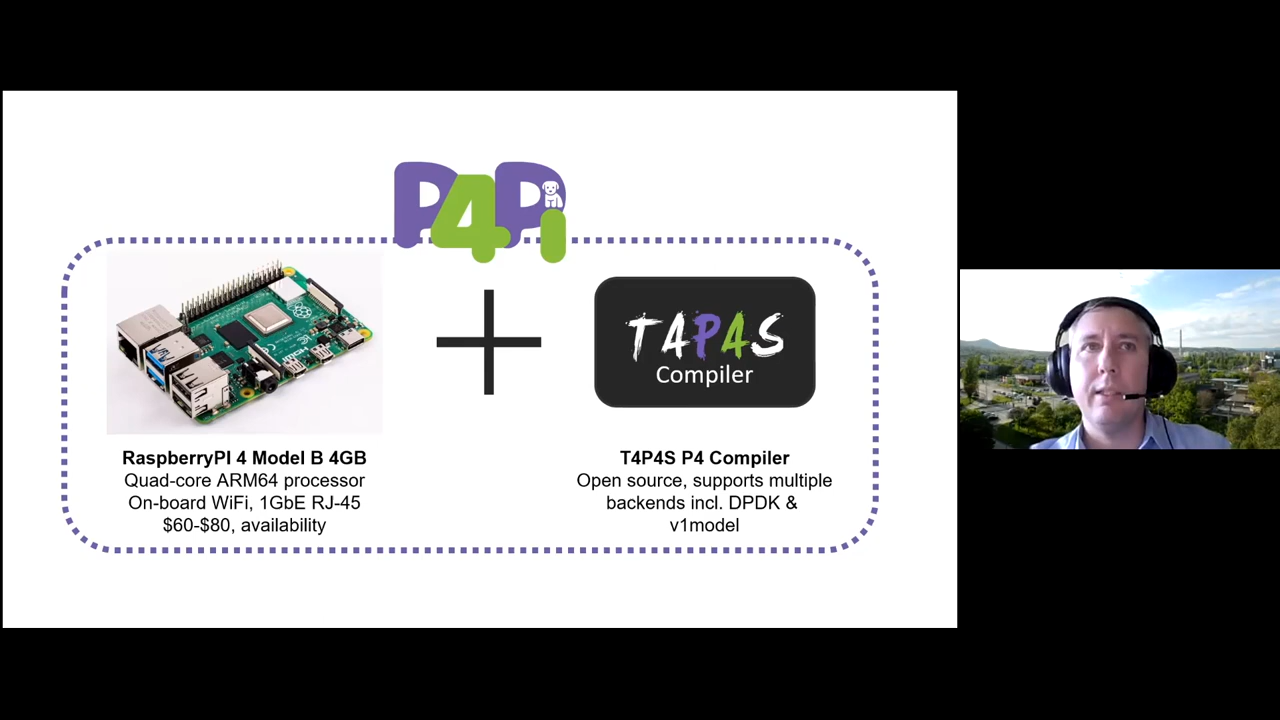 P4Pi
TAPAS
Compiler
RaspberryPI 4 Model B 4GB
Quad-core ARM64 processor
On-board WiFi, 1GbE RJ-45
$60-$80, availability
T4P4S P4 Compiler
Open source, supports multiple
backends incl. DPDK &
v1model